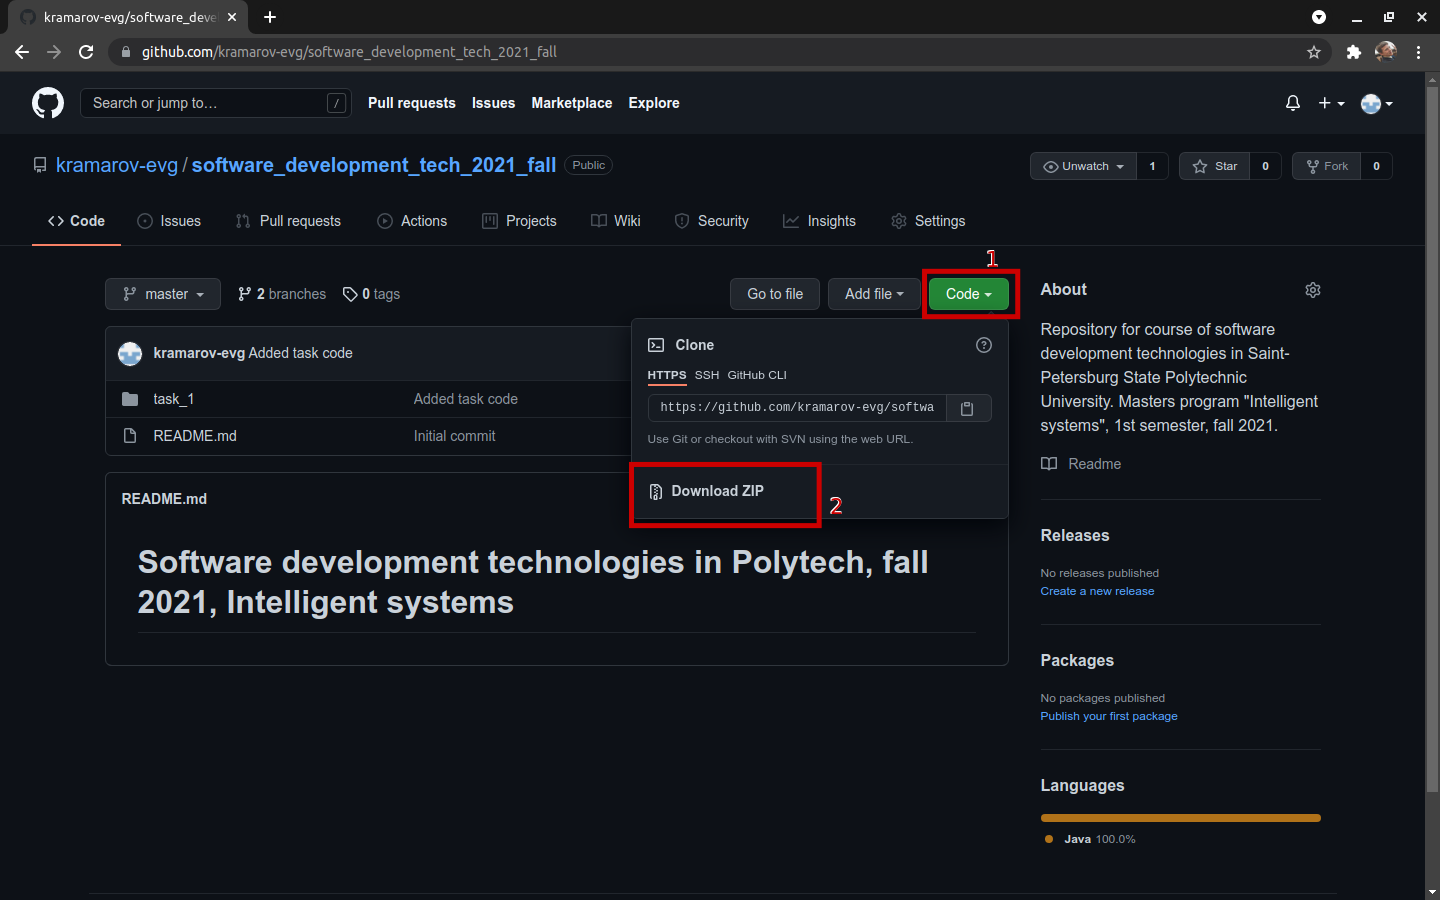 kramarov-evg/software_deve
github.com/kramarov-evg/software_development_tech_2021_fall
Search or jump to… /
Pull requests Issues Marketplace Explore
kramarov-evg / software_development_tech_2021_fall Public
Unwatch 1 Star 0 Fork 0
Code Issues Pull requests Actions Projects Wiki Security Insights Settings
1
master 2 branches 0 tags Go to file Add file Code
kramarov-evg Added task code
task_1 Added task code
README.md Initial commit
Clone
HTTPS SSH GitHub CLI
https://github.com/kramarov-evg/softwa
Use Git or checkout with SVN using the web URL.
Download ZIP
2
README.md
Software development technologies in Polytech, fall
2021, Intelligent systems
About
Repository for course of software
development technologies in Saint-
Petersburg State Polytechnic
University. Masters program "Intelligent
systems", 1st semester, fall 2021.
Readme
Releases
No releases published
Create a new release
Packages
No packages published
Publish your first package
Languages
Java 100.0%